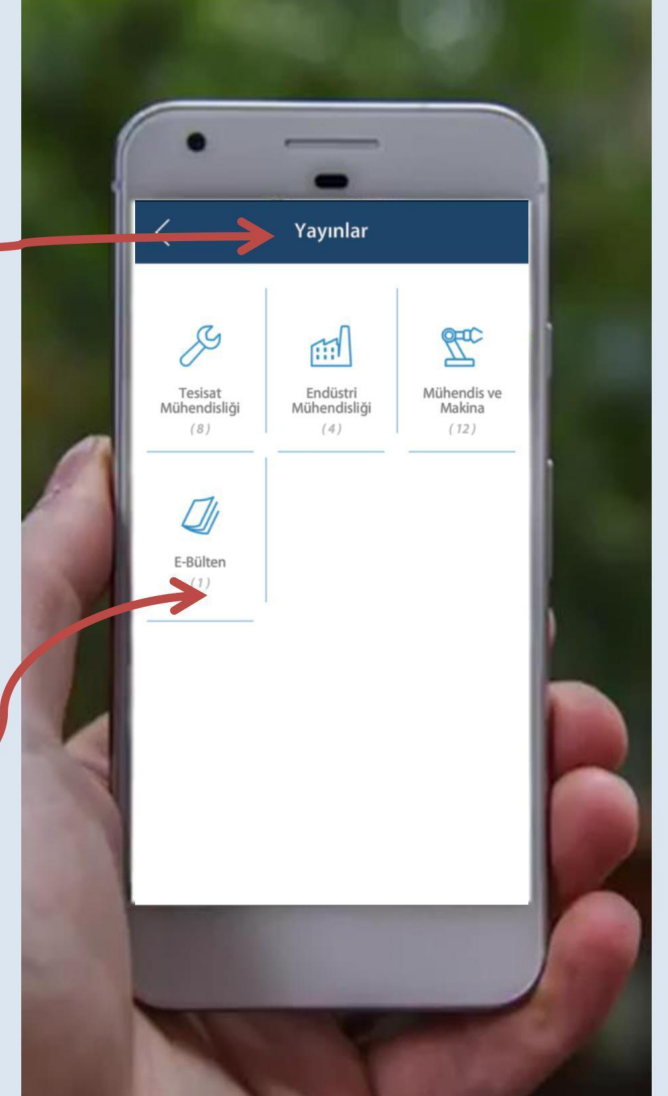 Yayınlar
Tesisat
Mühendisliği
(8)
Endüstri
Mühendisliği
(4)
Mühendis ve
Makina
(12)
E-Bülten
(1)